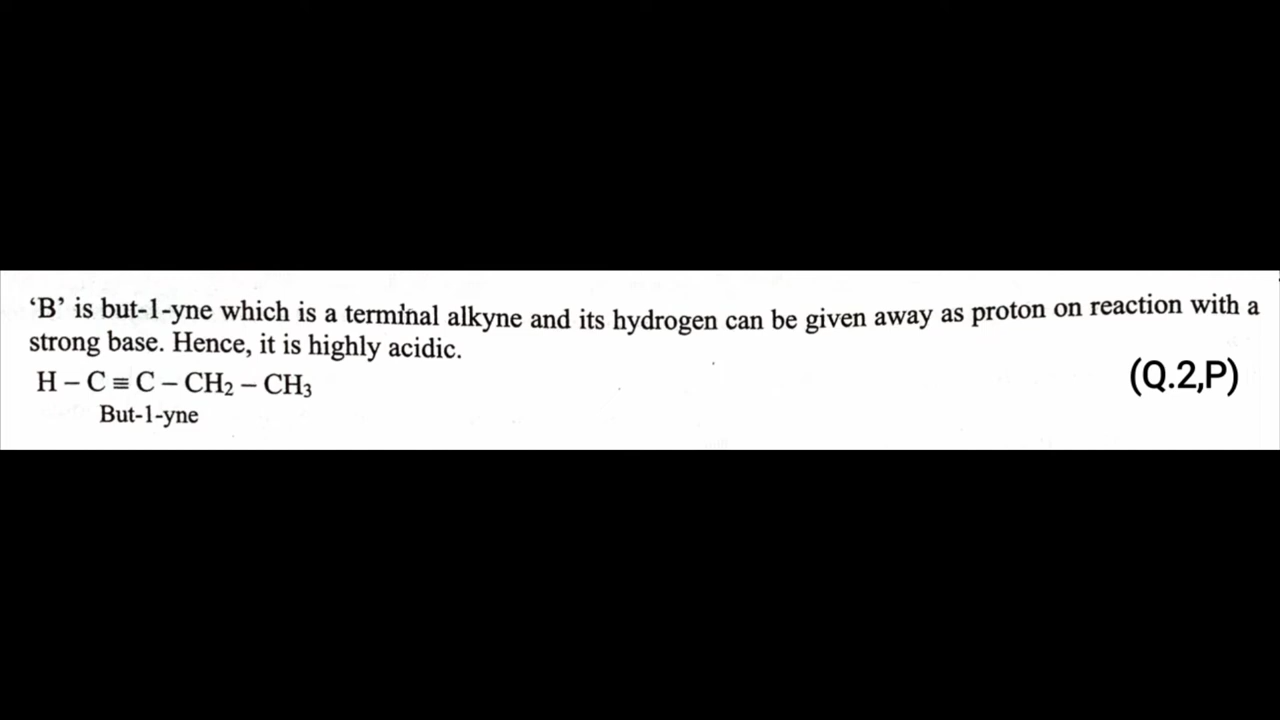 ‘B’ is but-1-yne which is a terminal alkyne and its hydrogen can be given away as proton on reaction with a
strong base. Hence, it is highly acidic.
H – C ≡ C – CH₂ – CH₃
(Q.2,P)
But-1-yne